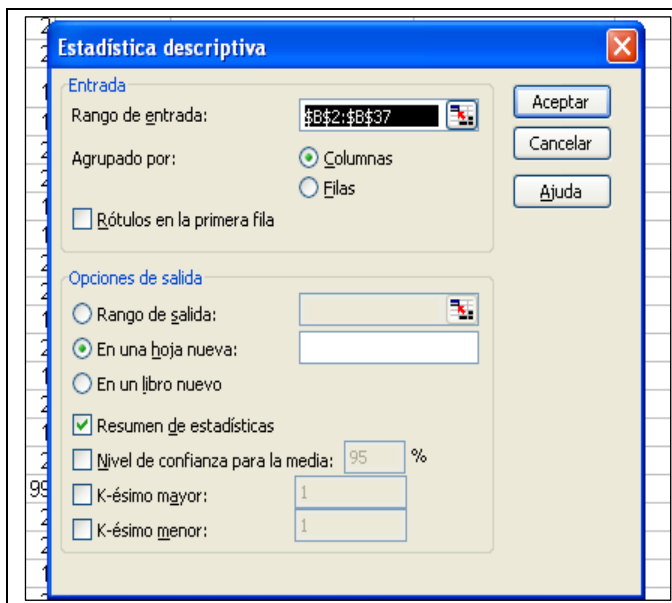 Estadística descriptiva
Entrada
Rango de entrada: $B$2:$B$37
Aceptar
Cancelar
Agrupado por: Columnas
Filas
Ajuda
Rótulos en la primera fila
Opciones de salida
Rango de salida:
En una hoja nueva:
En un libro nuevo
Resumen de estadísticas
Nivel de confianza para la media: 95 %
99
K-ésimo mayor: 1
K-ésimo menor: 1